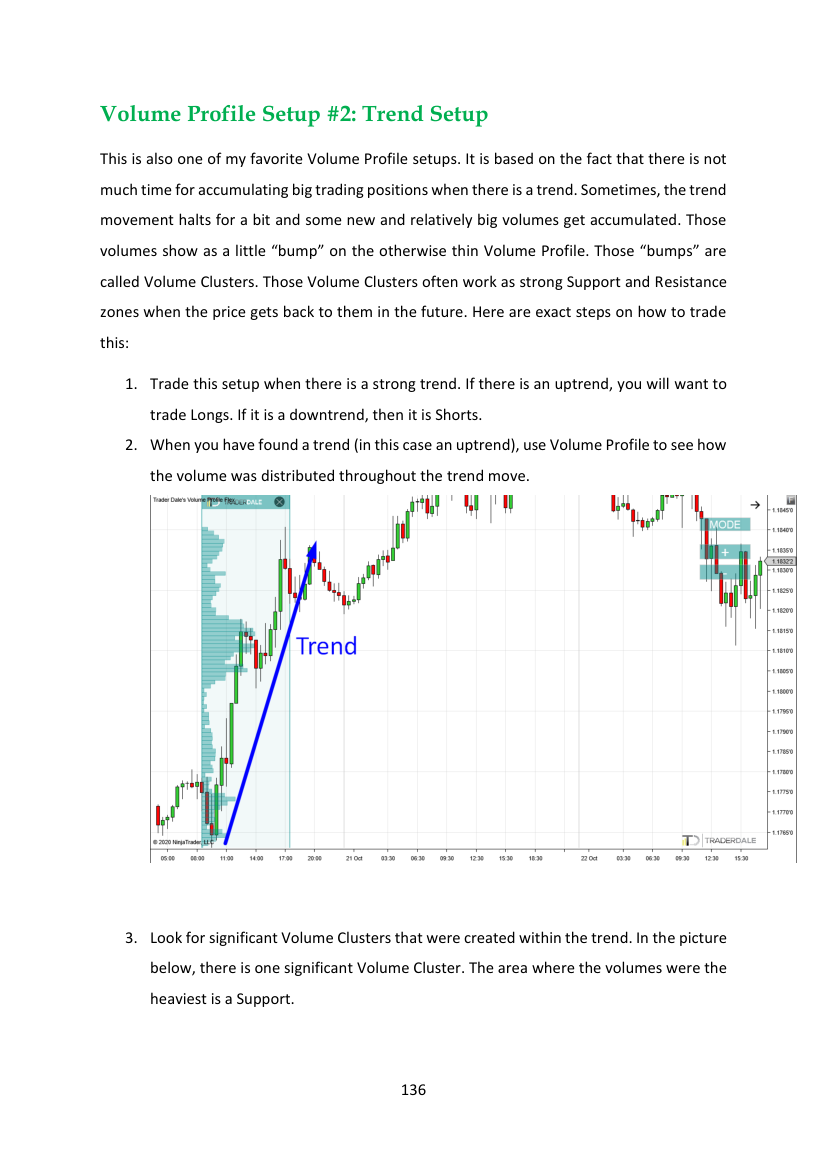 Volume Profile Setup #2: Trend Setup
This is also one of my favorite Volume Profile setups. It is based on the fact that there is not
much time for accumulating big trading positions when there is a trend. Sometimes, the trend
movement halts for a bit and some new and relatively big volumes get accumulated. Those
volumes show as a little “bump” on the otherwise thin Volume Profile. Those “bumps” are
called Volume Clusters. Those Volume Clusters often work as strong Support and Resistance
zones when the price gets back to them in the future. Here are exact steps on how to trade
this:
1. Trade this setup when there is a strong trend. If there is an uptrend, you will want to
trade Longs. If it is a downtrend, then it is Shorts.
2. When you have found a trend (in this case an uptrend), use Volume Profile to see how
the volume was distributed throughout the trend move.
Trader Dale's Volume Profile Flex
TRADERDALE
F
1.1845'0
MODE
1.1840'0
+
1.1835'0
1.1832'2
1.1830'0
1.1825'0
1.1820'0
1.1815'0
Trend
1.1810'0
1.1805'0
1.1800'0
1.1795'0
1.1790'0
1.1785'0
1.1780'0
1.1775'0
1.1770'0
1.1765'0
© 2020 NinjaTrader, LLC
TRADERDALE
05:00 08:00 11:00 14:00 17:00 20:00 21 Oct 03:30 06:30 09:30 12:30 15:30 18:30 22 Oct 03:30 06:30 09:30 12:30 15:30
3. Look for significant Volume Clusters that were created within the trend. In the picture
below, there is one significant Volume Cluster. The area where the volumes were the
heaviest is a Support.
136